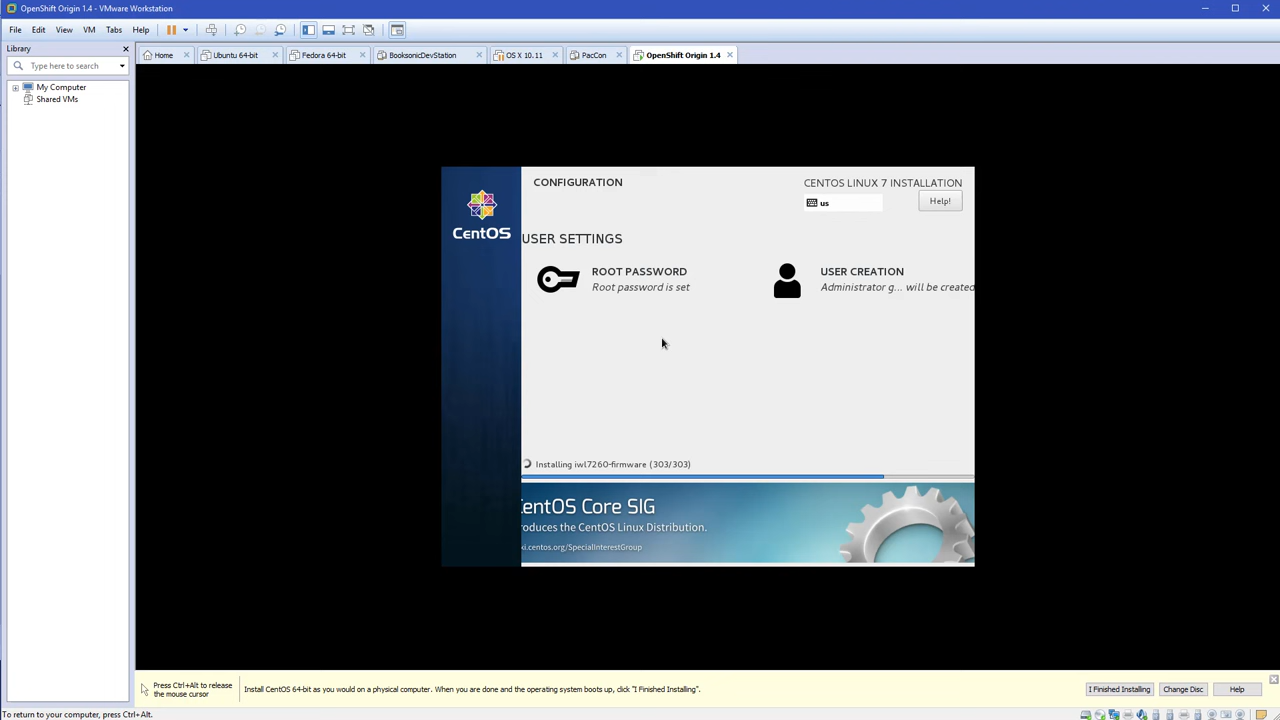 OpenShift Origin 1.4 - VMware Workstation
File Edit View VM Tabs Help
Library
Type here to search
My Computer
Shared VMs
Home Ubuntu 64-bit Fedora 64-bit BooksonicDevStation OS X 10.11 PacCon OpenShift Origin 1.4
CONFIGURATION
CENTOS LINUX 7 INSTALLATION
us
Help!
CentOS
USER SETTINGS
ROOT PASSWORD
Root password is set
USER CREATION
Administrator g... will be created
Installing iwl7260-firmware (303/303)
CentOS Core SIG
oduces the CentOS Linux Distribution.
ki.centos.org/SpecialInterestGroup
Press Ctrl+Alt to release
the mouse cursor
Install CentOS 64-bit as you would on a physical computer. When you are done and the operating system boots up, click "I Finished Installing".
I Finished Installing Change Disc Help
To return to your computer, press Ctrl+Alt.